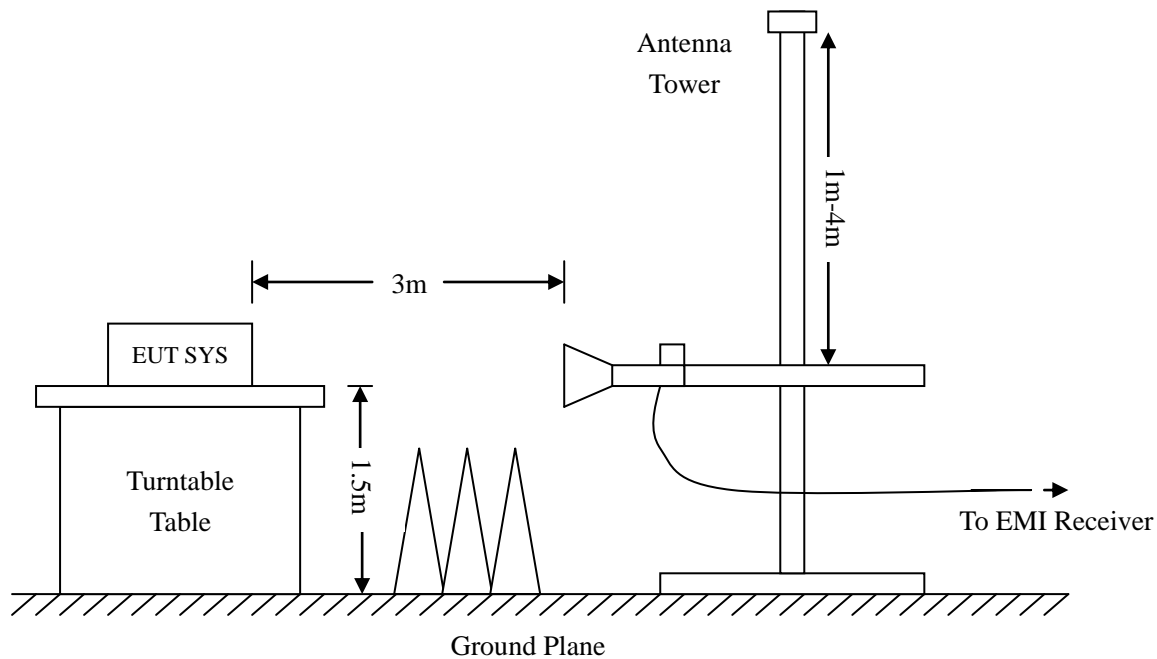 Antenna
Tower
1m-4m
3m
EUT SYS
1.5m
Turntable
Table
To EMI Receiver
Ground Plane